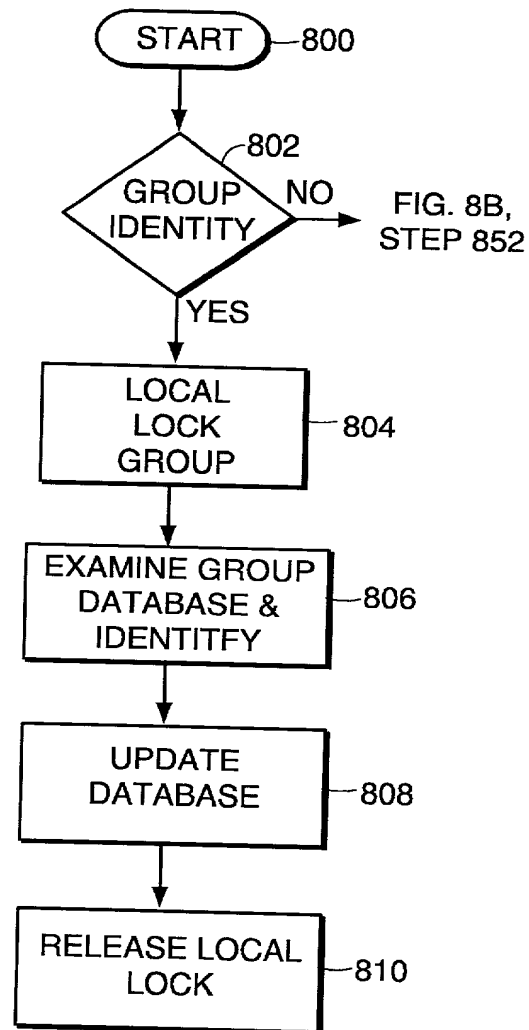 START
800
802
GROUP
IDENTITY
NO
FIG. 8B,
STEP 852
YES
LOCAL
LOCK
GROUP
804
EXAMINE GROUP
DATABASE &
IDENTITFY
806
UPDATE
DATABASE
808
RELEASE LOCAL
LOCK
810